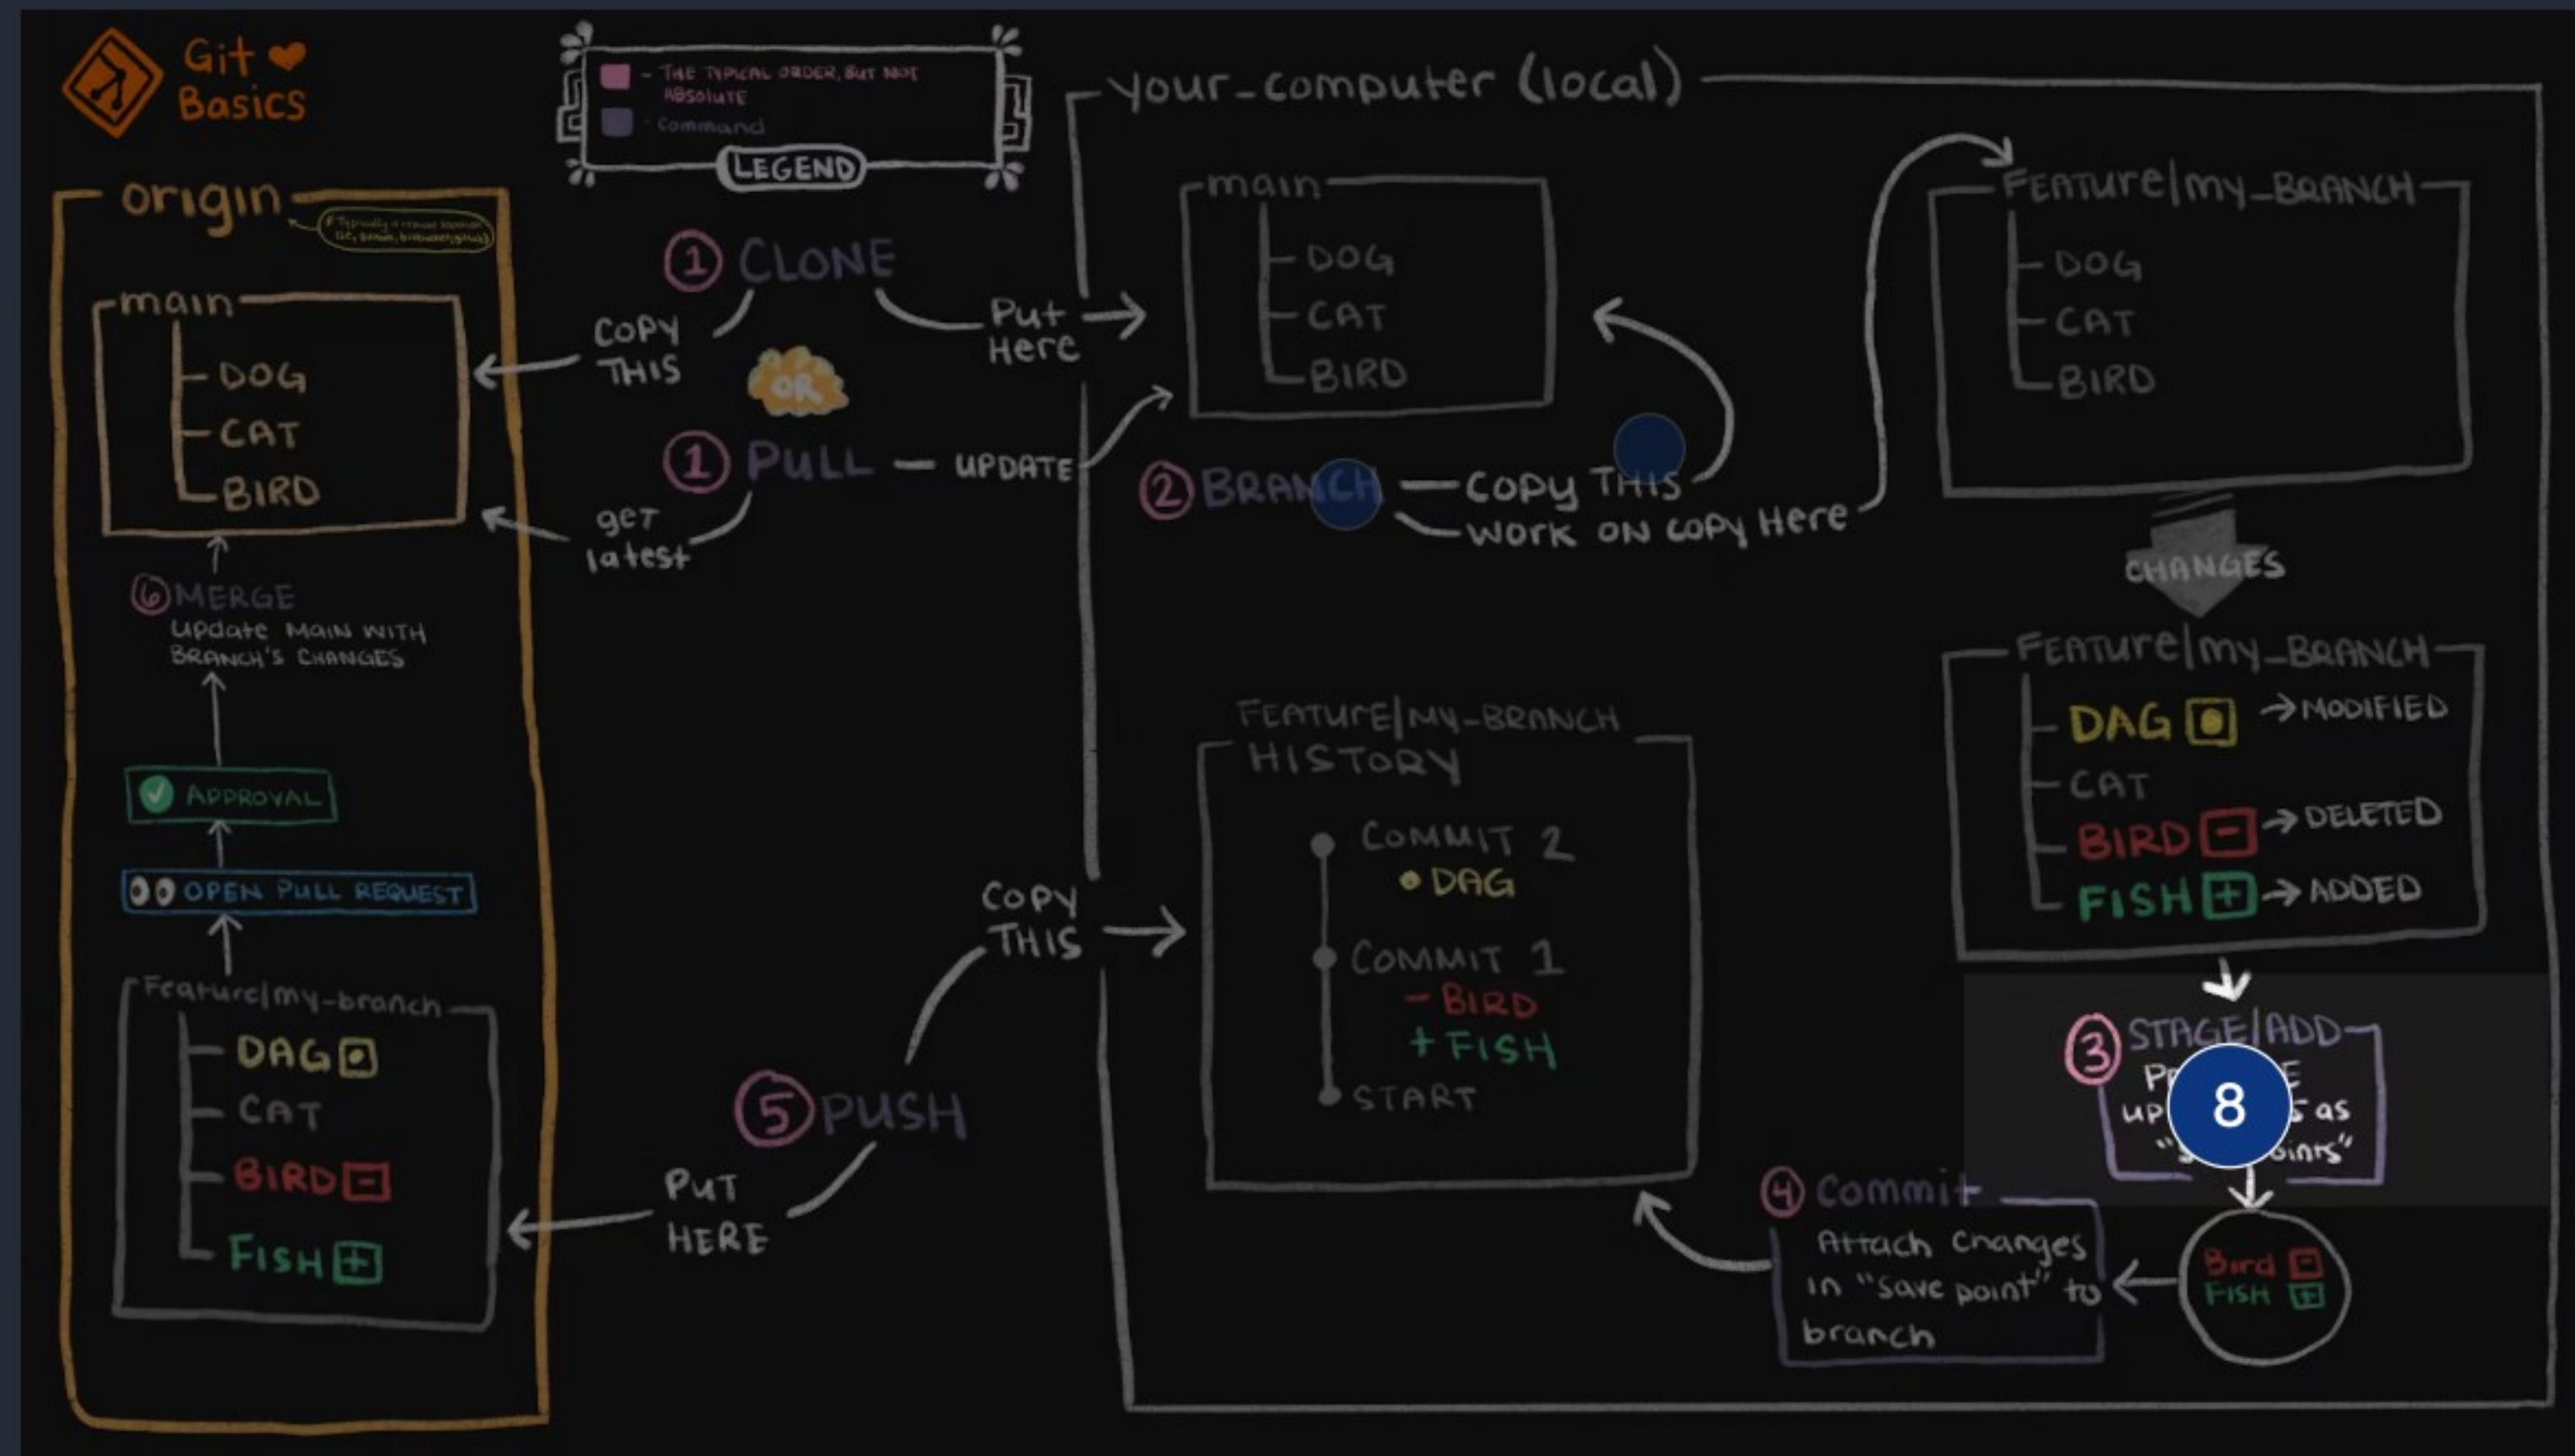 Git
Basics
- THE TYPICAL ORDER, BUT NOT
ABSOLUTE
- Command
LEGEND
your_computer (local)
origin
main
DOG
CAT
BIRD
① CLONE
COPY
THIS
Put
Here
OR
① PULL — UPDATE
get
latest
main
DOG
CAT
BIRD
② BRANCH — COPY THIS
WORK ON COPY Here
FEATURE/my_BRANCH
DOG
CAT
BIRD
CHANGES
FEATURE/my_BRANCH
DAG → MODIFIED
CAT
BIRD - → DELETED
FISH + → ADDED
③ STAGE/ADD
8
as
Bird -
FISH +
④ Commit
Attach Changes
in "save point" to
branch
FEATURE/MY-BRANCH
HISTORY
COMMIT 2
• DAG
COMMIT 1
- BIRD
+ FISH
START
COPY
THIS
⑤ PUSH
PUT
HERE
⑥ MERGE
update MAIN WITH
BRANCH'S CHANGES
APPROVAL
OPEN PULL REQUEST
Feature/my-branch
DAG
CAT
BIRD -
FISH +